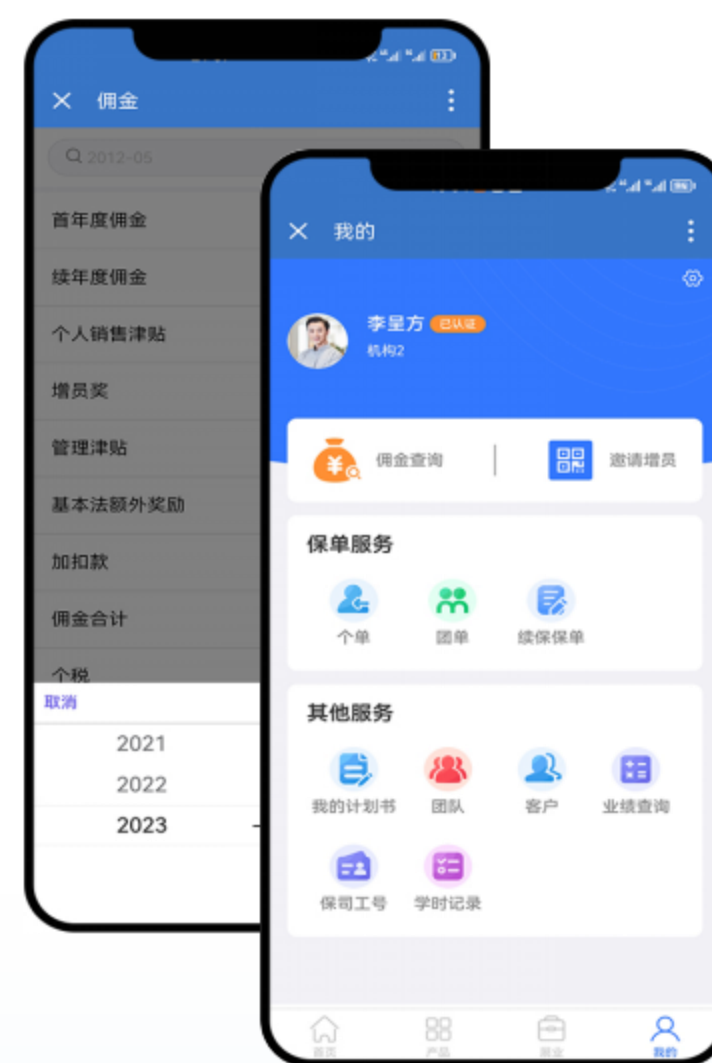 佣金
2012-05
首年度佣金
续年度佣金
个人销售津贴
增员奖
管理津贴
基本法额外奖励
加扣款
佣金合计
个税
取消
2021
2022
2023
我的
李呈方 已认证
机构2
佣金查询 邀请增员
保单服务
个单 团单 续保保单
其他服务
我的计划书 团队 客户 业绩查询
保司工号 学时记录
首页 产品 展业 我的